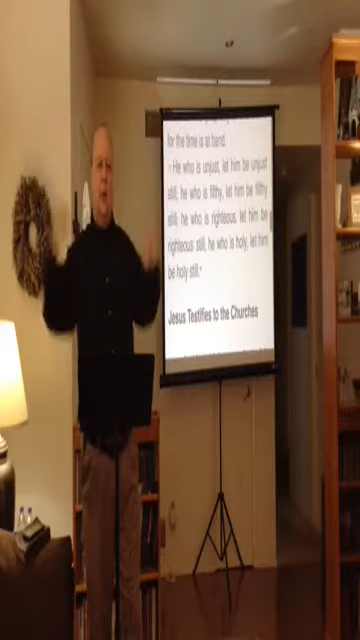 for the time is at hand.
He who is unjust, let him be unjust
still; he who is filthy, let him be filthy
still; he who is righteous, let him be
righteous still; he who is holy, let him
be holy still."
Jesus Testifies to the Churches